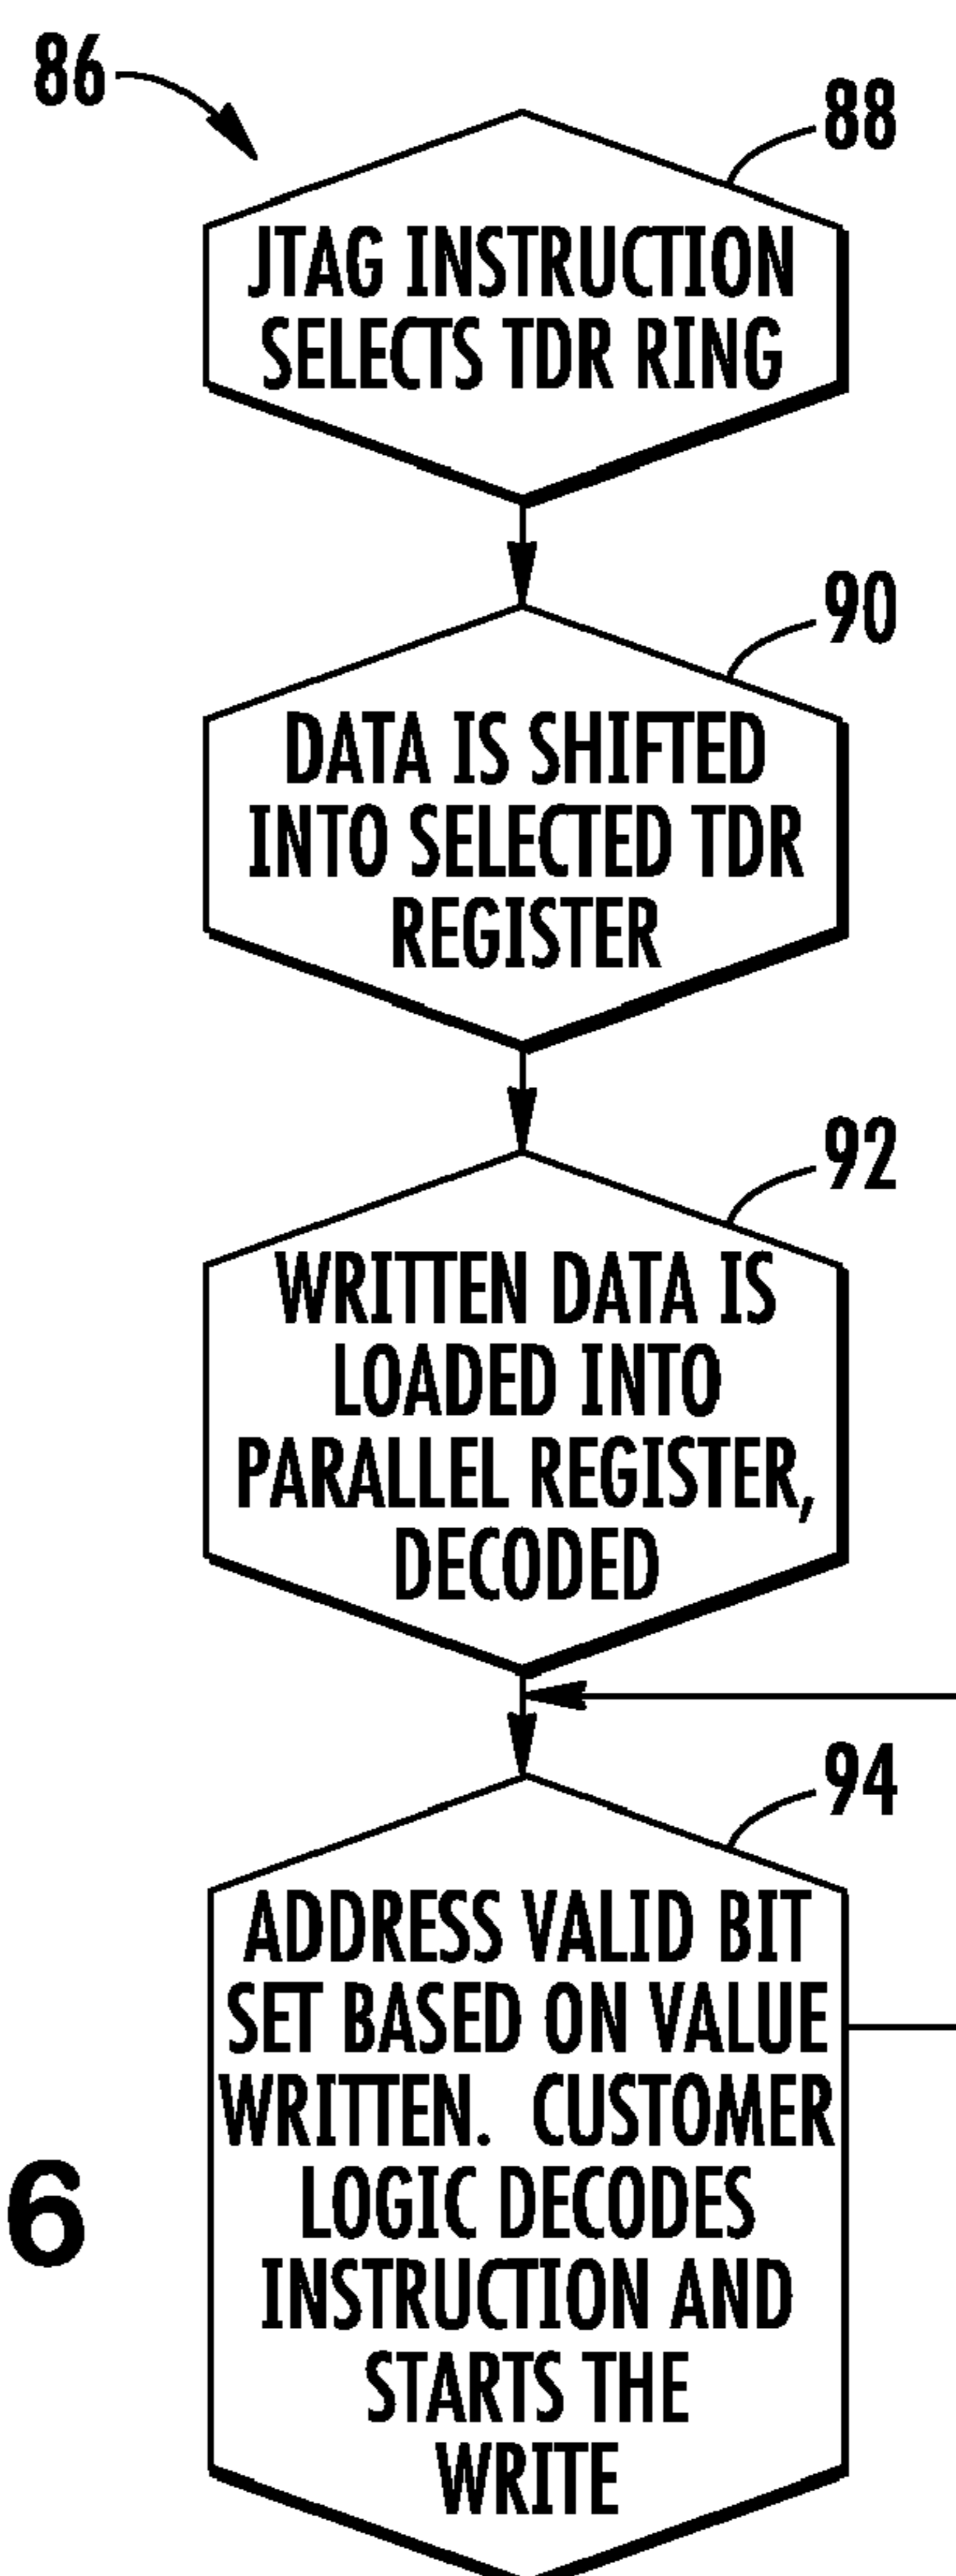 86
88
JTAG INSTRUCTION
SELECTS TDR RING
90
DATA IS SHIFTED
INTO SELECTED TDR
REGISTER
92
WRITTEN DATA IS
LOADED INTO
PARALLEL REGISTER,
DECODED
94
ADDRESS VALID BIT
SET BASED ON VALUE
WRITTEN. CUSTOMER
LOGIC DECODES
INSTRUCTION AND
STARTS THE
WRITE
6